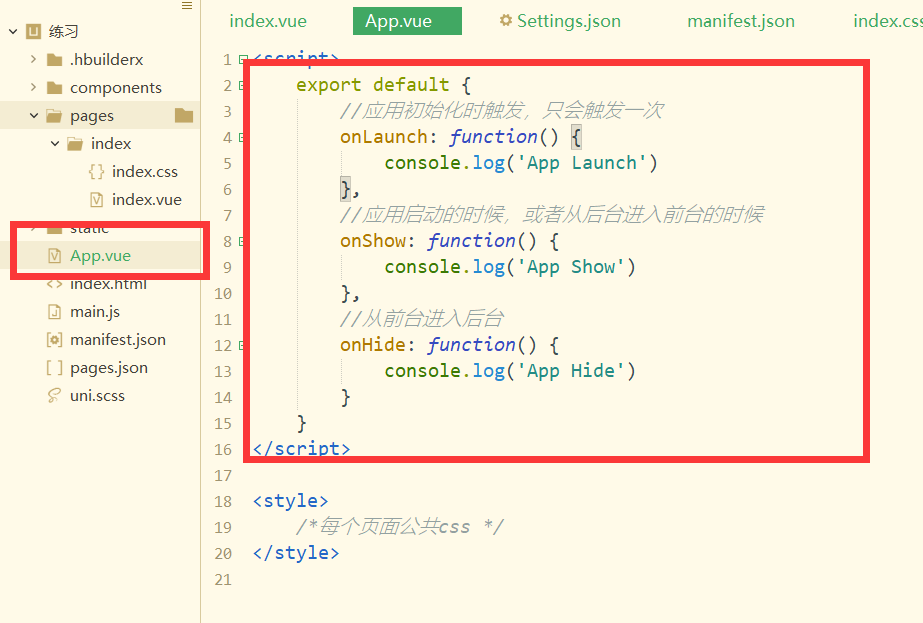 练习
.hbuilderx
components
pages
index
index.css
index.vue
static
App.vue
index.html
main.js
manifest.json
pages.json
uni.scss
index.vue App.vue Settings.json manifest.json index.css
1 <script>
2 export default {
3 //应用初始化时触发，只会触发一次
4 onLaunch: function() {
5 console.log('App Launch')
6 },
7 //应用启动的时候，或者从后台进入前台的时候
8 onShow: function() {
9 console.log('App Show')
10 },
11 //从前台进入后台
12 onHide: function() {
13 console.log('App Hide')
14 }
15 }
16 </script>
17
18 <style>
19 /*每个页面公共css */
20 </style>
21